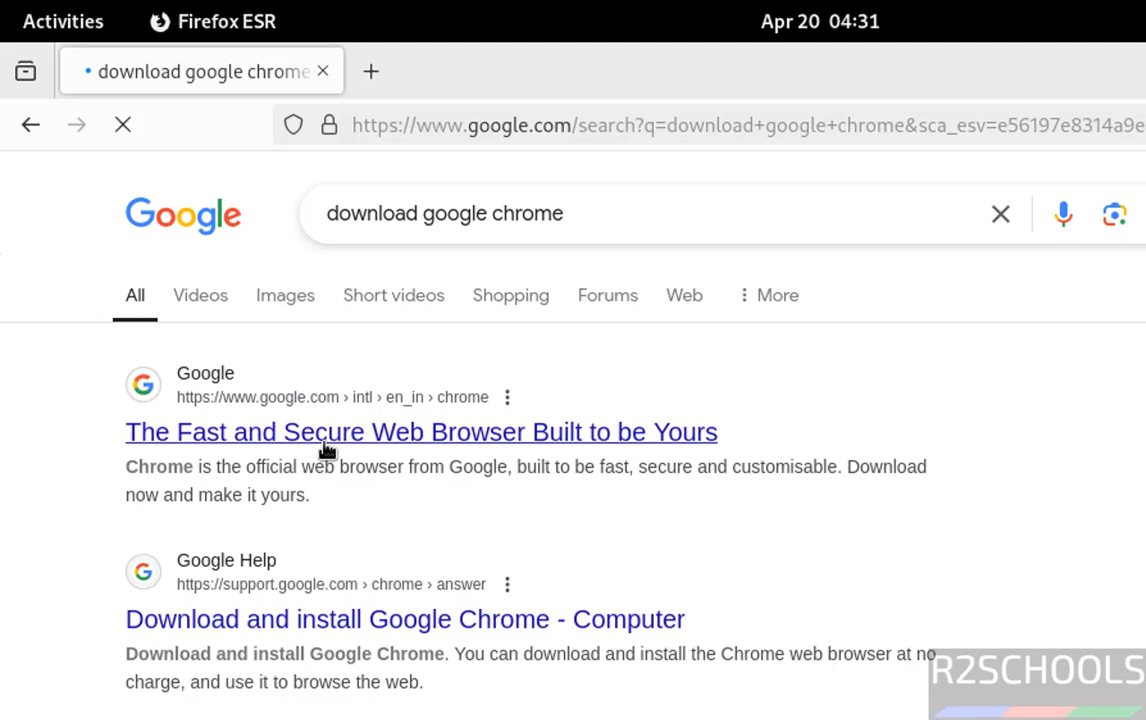 Activities Firefox ESR Apr 20 04:31
download google chrome
https://www.google.com/search?q=download+google+chrome&sca_esv=e56197e8314a9e
Google download google chrome
All Videos Images Short videos Shopping Forums Web More
Google
https://www.google.com › intl › en_in › chrome
The Fast and Secure Web Browser Built to be Yours
Chrome is the official web browser from Google, built to be fast, secure and customisable. Download
now and make it yours.
Google Help
https://support.google.com › chrome › answer
Download and install Google Chrome - Computer
Download and install Google Chrome. You can download and install the Chrome web browser at no
charge, and use it to browse the web.
R2SCHOOLS